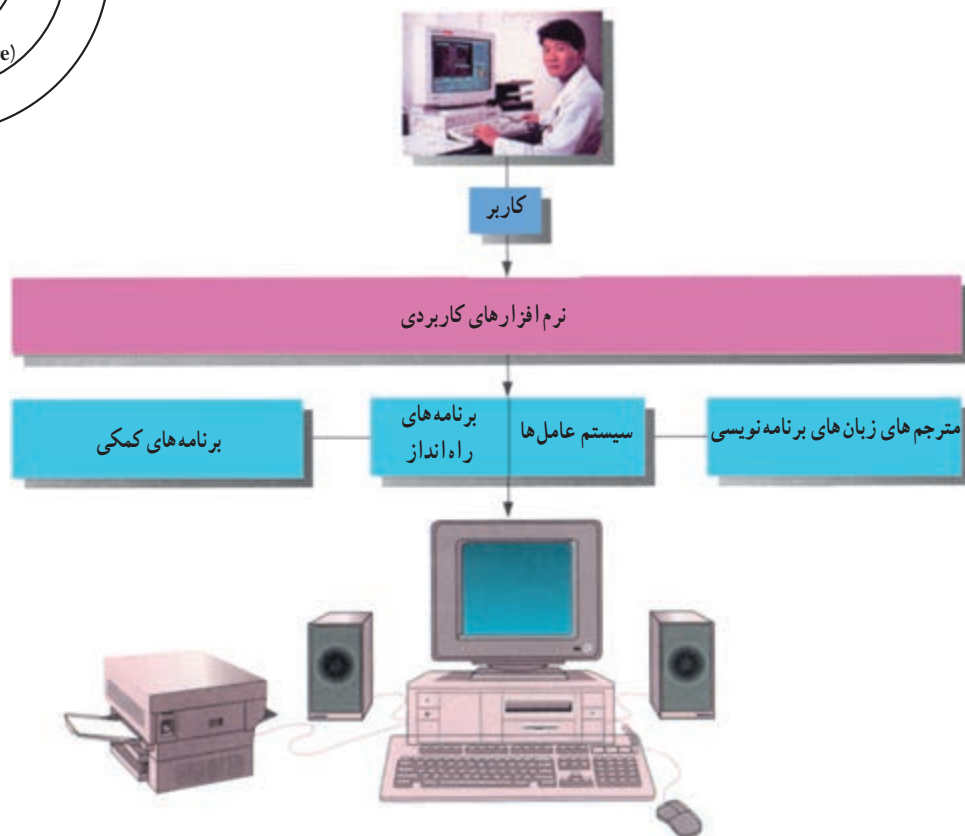 کاربر
نرم افزارهای کاربردی
مترجم های زبان های برنامه نویسی
سیستم عامل ها
برنامه های
راه انداز
برنامه های کمکی